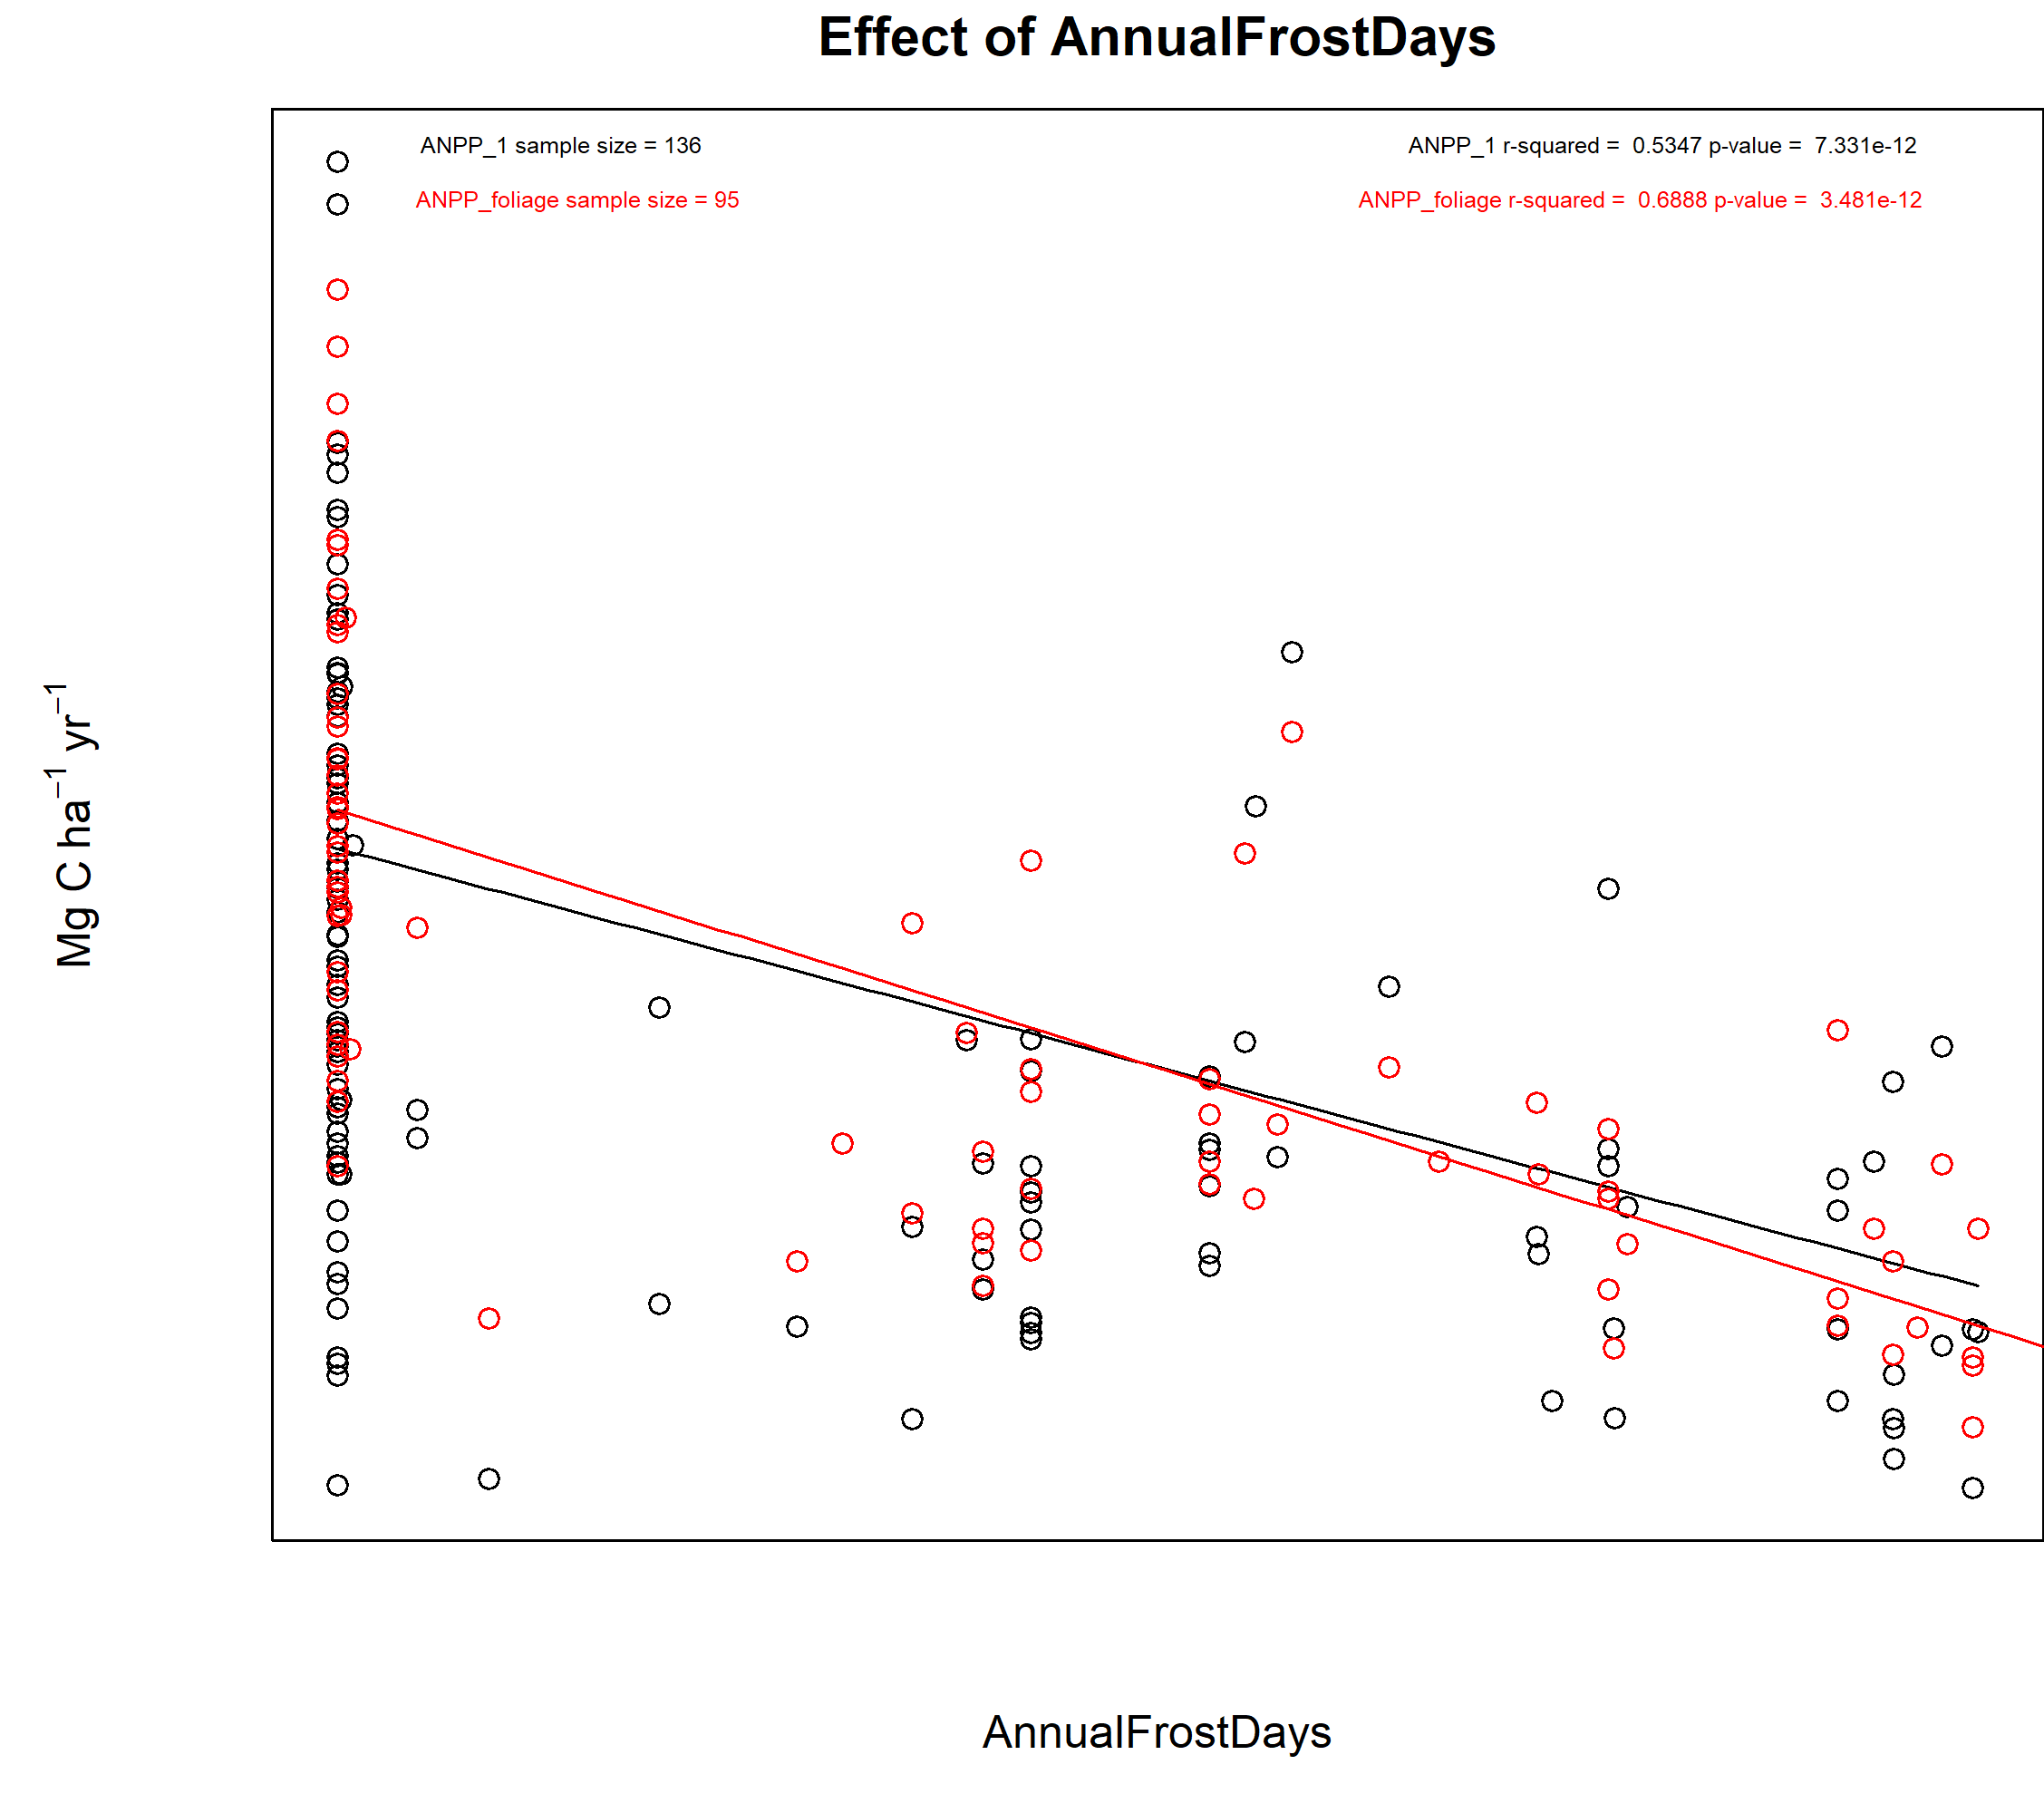 Effect of AnnualFrostDays
ANPP_1 sample size = 136
ANPP_1 r-squared =  0.5347 p-value =  7.331e-12
ANPP_foliage sample size = 95
ANPP_foliage r-squared =  0.6888 p-value =  3.481e-12
Mg C ha⁻¹ yr⁻¹
AnnualFrostDays